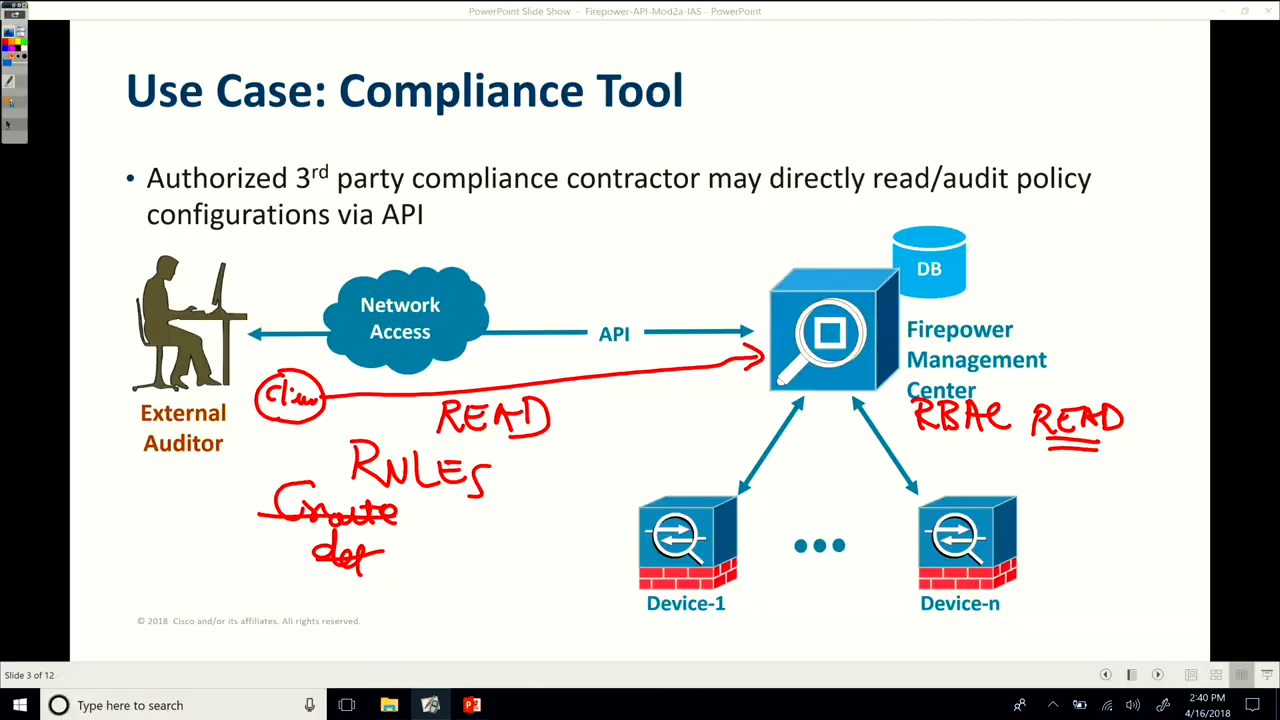 PowerPoint Slide Show - Firepower-API-Mod2a-IAS - PowerPoint
Use Case: Compliance Tool
• Authorized 3rd party compliance contractor may directly read/audit policy
configurations via API
DB
Network
Access
API
Firepower
Management
Center
Client
READ
RBAC READ
External
Auditor
RULES
Create
del
Device-1
Device-n
© 2018 Cisco and/or its affiliates. All rights reserved.
Slide 3 of 12
Type here to search
2:40 PM
4/16/2018